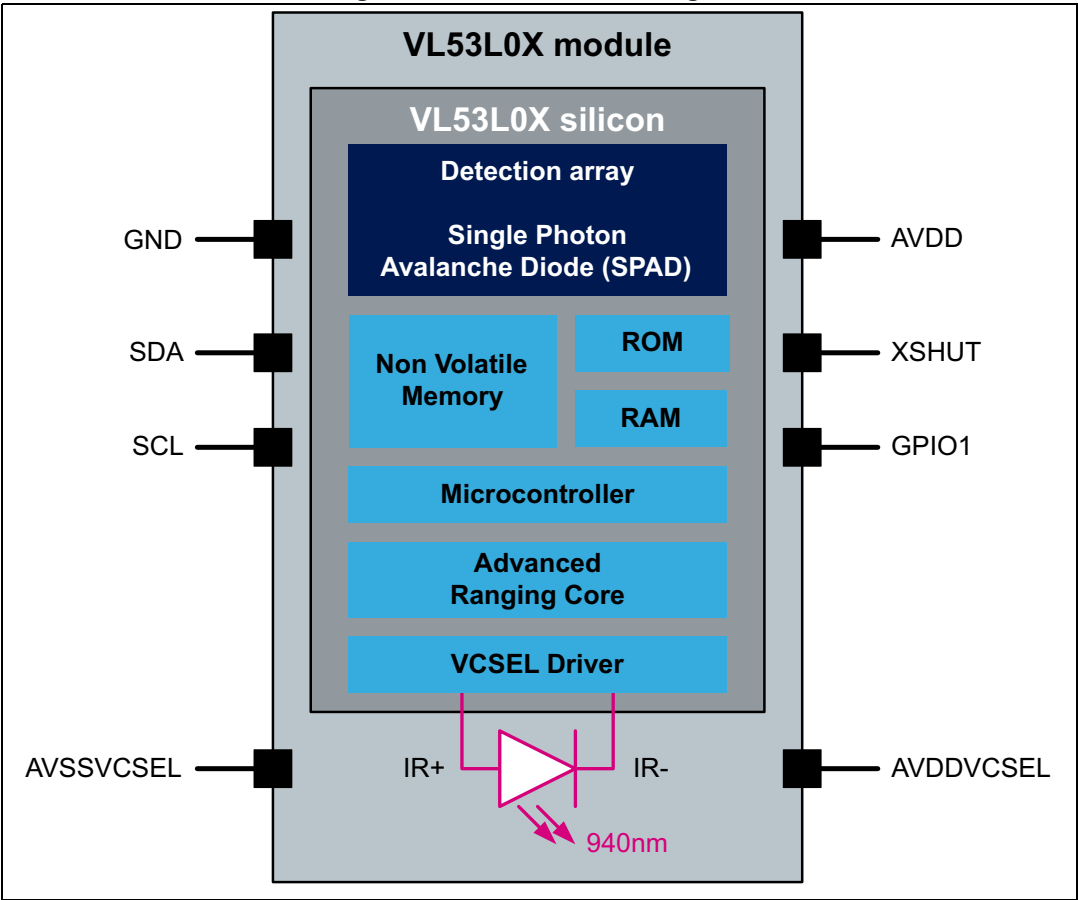 VL53L0X module
VL53L0X silicon
Detection array
Single Photon
Avalanche Diode (SPAD)
GND
AVDD
SDA
Non Volatile
Memory
ROM
XSHUT
RAM
SCL
GPIO1
Microcontroller
Advanced
Ranging Core
VCSEL Driver
AVSSVCSEL
IR+
IR-
AVDDVCSEL
940nm